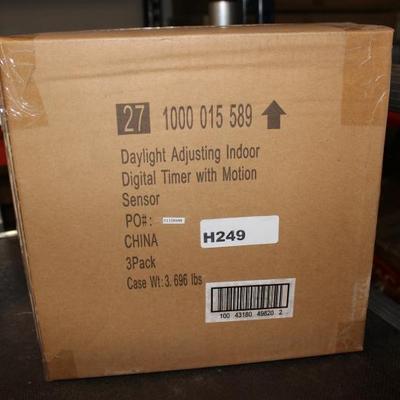 27 1000 015 589
Daylight Adjusting Indoor
Digital Timer with Motion
Sensor
PO#:
CHINA
H249
3Pack
Case Wt: 3.696 lbs
100 43180 49820 2